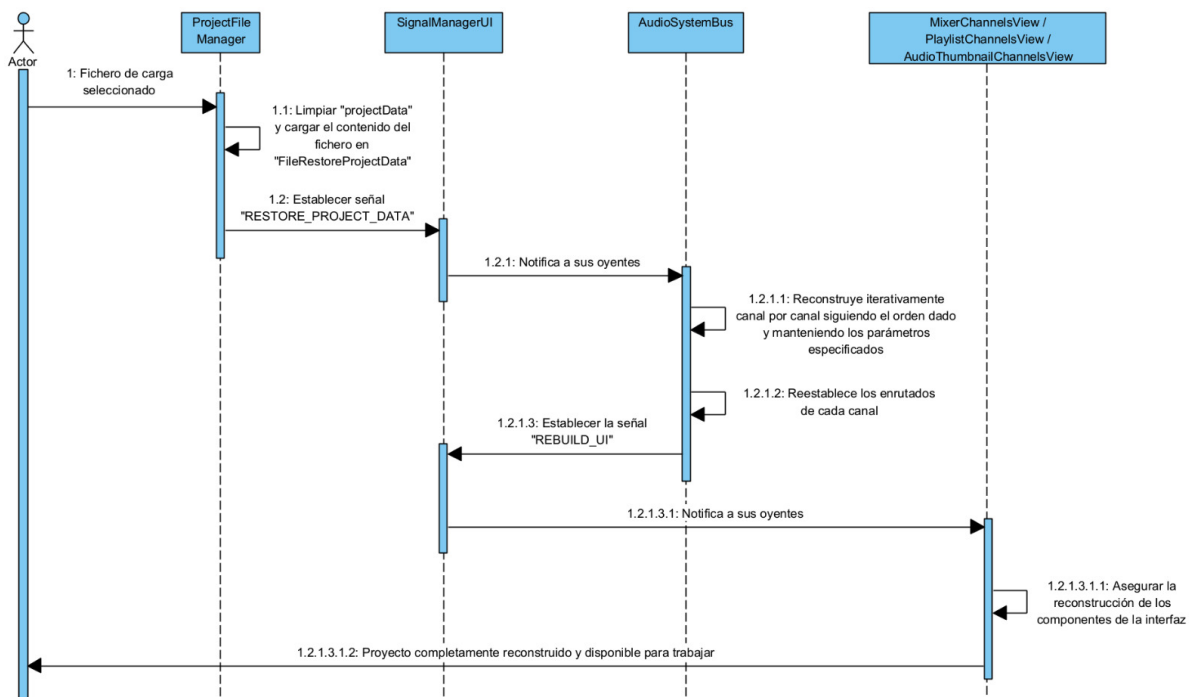 Actor
ProjectFile
Manager
SignalManagerUI
AudioSystemBus
MixerChannelsView /
PlaylistChannelsView /
AudioThumbnailChannelsView
1: Fichero de carga
seleccionado
1.1: Limpiar "projectData"
y cargar el contenido del
fichero en
"FileRestoreProjectData"
1.2: Establecer señal
"RESTORE_PROJECT_DATA"
1.2.1: Notifica a sus oyentes
1.2.1.1: Reconstruye iterativamente
canal por canal siguiendo el orden dado
y manteniendo los parámetros
especificados
1.2.1.2: Reestablece los enrutados
de cada canal
1.2.1.3: Establecer la señal
"REBUILD_UI"
1.2.1.3.1: Notifica a sus oyentes
1.2.1.3.1.1: Asegurar la
reconstrucción de los
componentes de la interfaz
1.2.1.3.1.2: Proyecto completamente reconstruido y disponible para trabajar